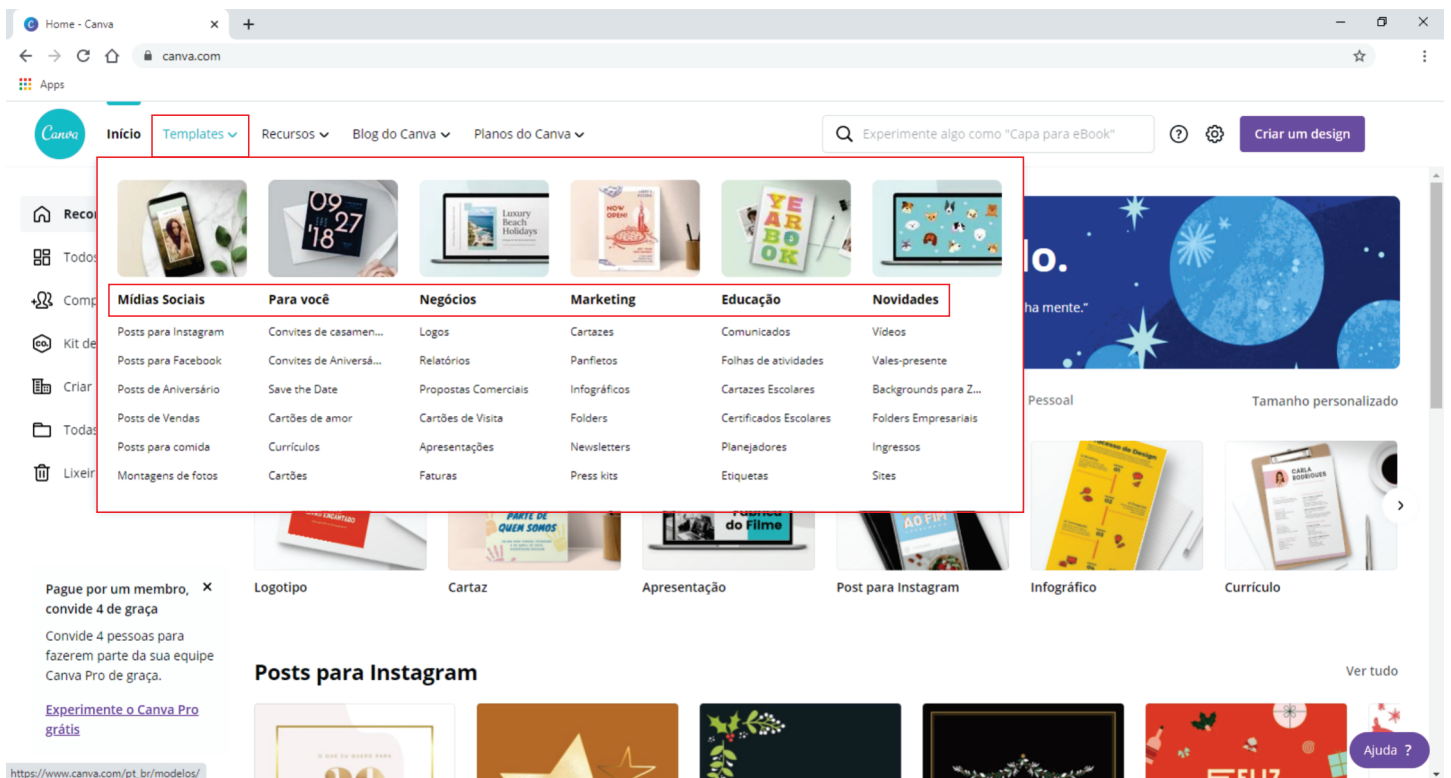 Home - Canva
canva.com
Apps
Canva
Início
Templates
Recursos
Blog do Canva
Planos do Canva
Experimente algo como "Capa para eBook"
Criar um design
09
27
'18
Luxury
Beach
Holidays
NOW
OPEN!
YE
AR
BO
OK
Mídias Sociais
Para você
Negócios
Marketing
Educação
Novidades
Posts para Instagram
Convites de casamen...
Logos
Cartazes
Comunicados
Vídeos
Posts para Facebook
Convites de Aniversá...
Relatórios
Panfletos
Folhas de atividades
Vales-presente
Posts de Aniversário
Save the Date
Propostas Comerciais
Infográficos
Cartazes Escolares
Backgrounds para Z...
Posts de Vendas
Cartões de amor
Cartões de Visita
Folders
Certificados Escolares
Folders Empresariais
Posts para comida
Currículos
Apresentações
Newsletters
Planejadores
Ingressos
Montagens de fotos
Cartões
Faturas
Press kits
Etiquetas
Sites
Todos
Kit de
Criar
Todas
lo.
ha mente."
Pessoal
Tamanho personalizado
PARTE DE
QUEM SOMOS
do Filme
AO FIM
CARLA
RODRIGUES
Logotipo
Cartaz
Apresentação
Post para Instagram
Infográfico
Currículo
Pague por um membro,
convide 4 de graça
Convide 4 pessoas para
fazerem parte da sua equipe
Canva Pro de graça.
Experimente o Canva Pro
grátis
Posts para Instagram
Ver tudo
O QUE EU QUERO PARA
FELIZ
Ajuda ?
https://www.canva.com/pt_br/modelos/